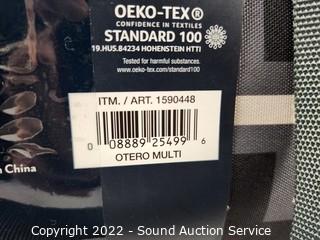 OEKO-TEX®
CONFIDENCE IN TEXTILES
STANDARD 100
19.HUS.84234 HOHENSTEIN HTTI
Tested for harmful substances.
www.oeko-tex.com/standard100
ITM. / ART. 1590448
0 08889 25499 6
OTERO MULTI
China
Copyright 2022 - Sound Auction Service